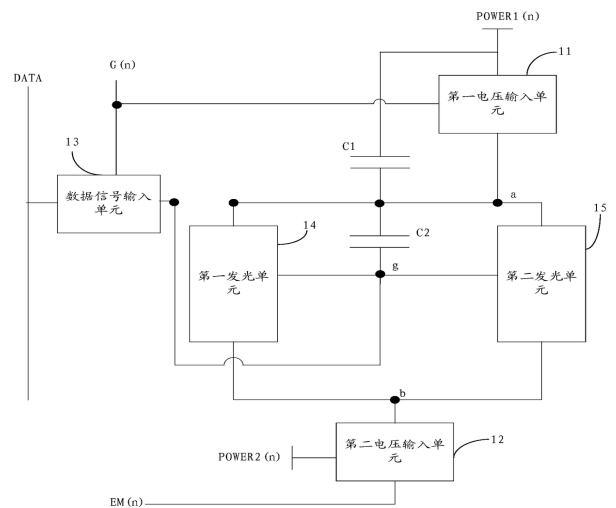 POWER1(n)
11
G(n)
DATA
第一电压输入单
元
13
C1
数据信号输入
单元
a
15
14
C2
第一发光单
元
g
第二发光单
元
b
第二电压输入
单元
12
POWER2(n)
EM(n)